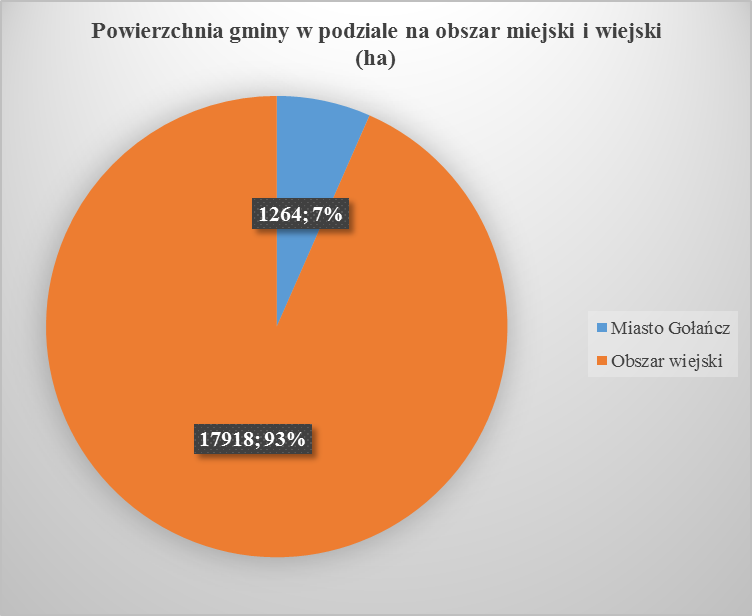 Powierzchnia gminy w podziale na obszar miejski i wiejski
(ha)
1264; 7%
Miasto Gołańcz
Obszar wiejski
17918; 93%